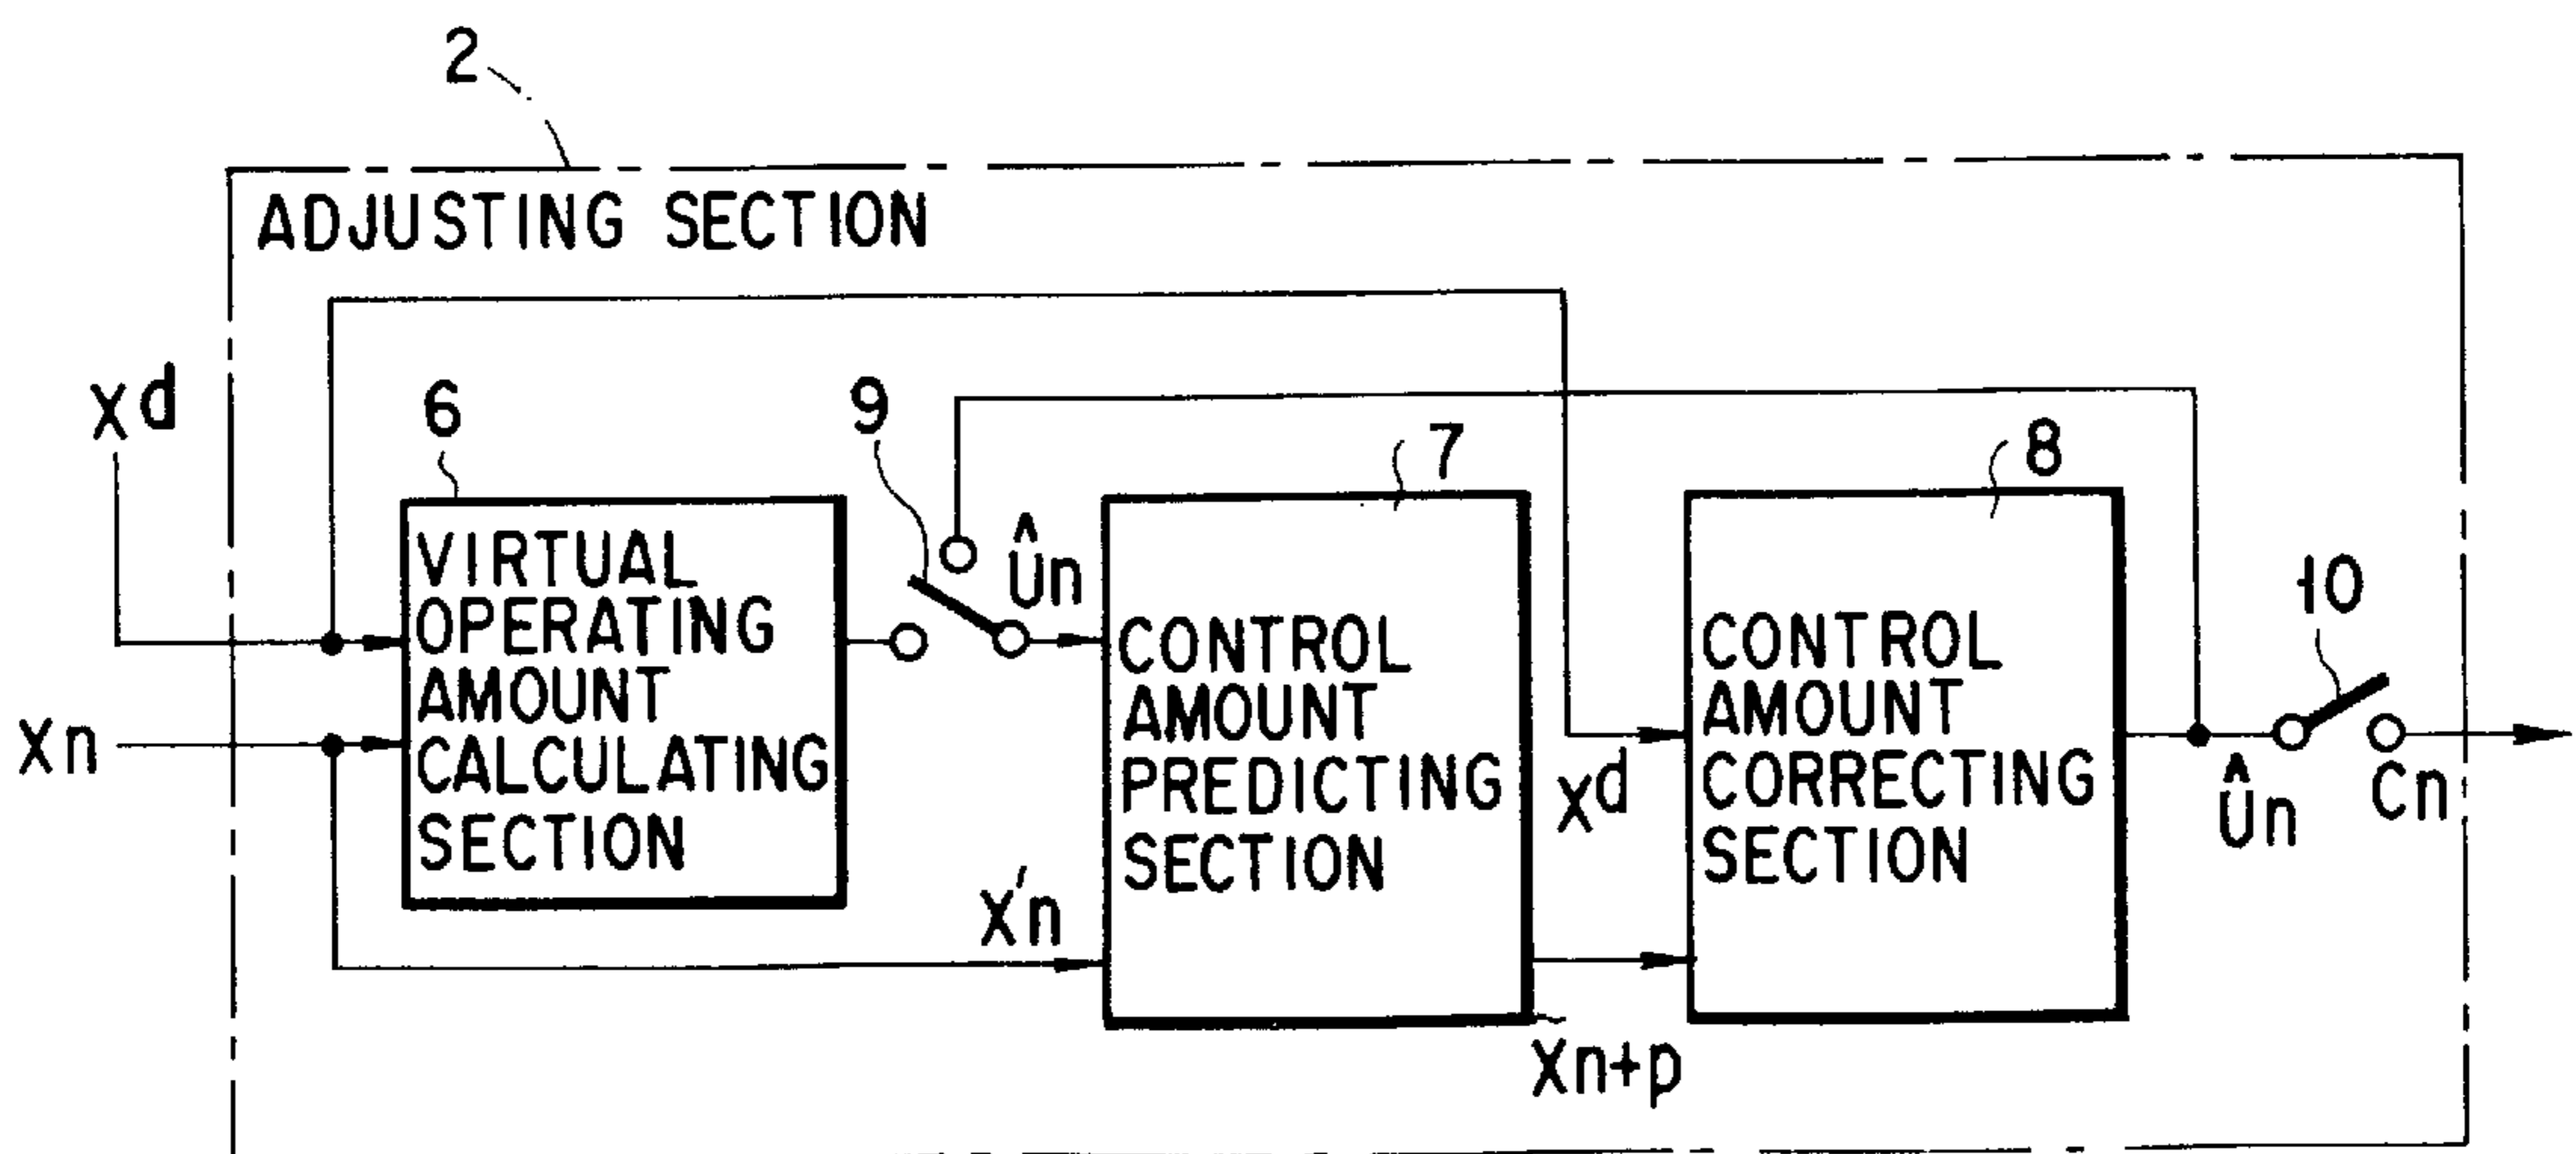 2
ADJUSTING SECTION
Xd
6
9
7
8
Ûn
10
VIRTUAL
OPERATING
AMOUNT
CALCULATING
SECTION
CONTROL
AMOUNT
PREDICTING
SECTION
CONTROL
AMOUNT
CORRECTING
SECTION
Xn
Xd
Ûn
Cn
X'n
Xn+p